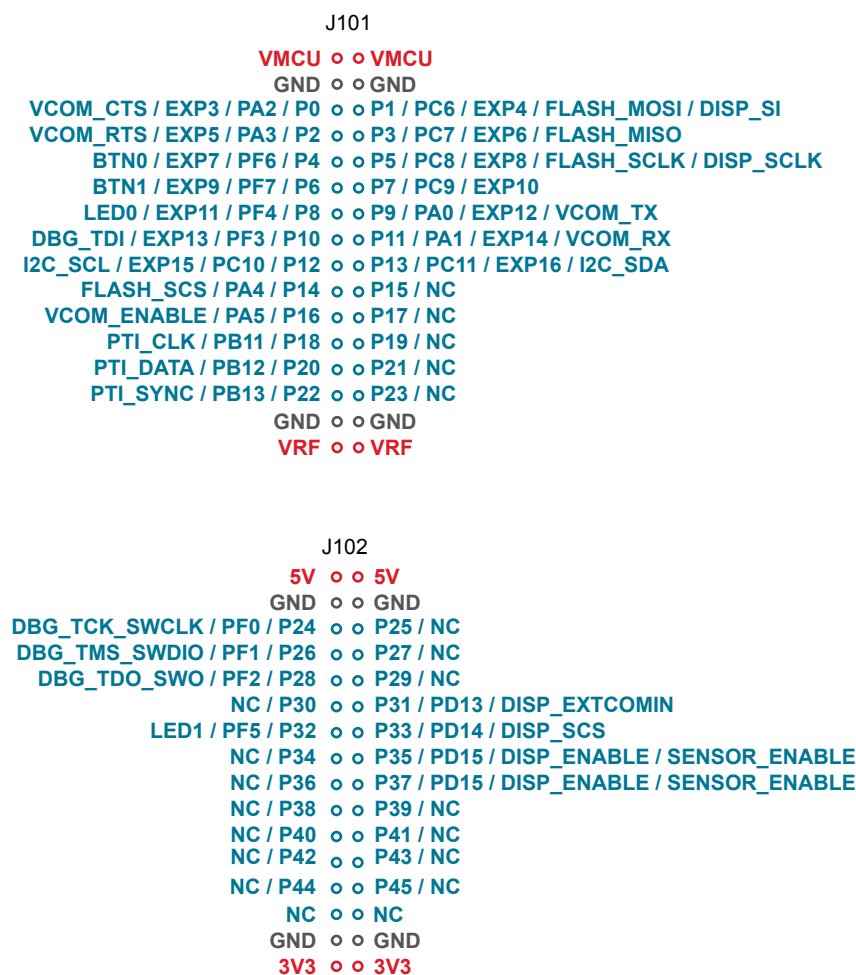 J101
VMCU VMCU
GND GND
VCOM_CTS / EXP3 / PA2 / P0 P1 / PC6 / EXP4 / FLASH_MOSI / DISP_SI
VCOM_RTS / EXP5 / PA3 / P2 P3 / PC7 / EXP6 / FLASH_MISO
BTN0 / EXP7 / PF6 / P4 P5 / PC8 / EXP8 / FLASH_SCLK / DISP_SCLK
BTN1 / EXP9 / PF7 / P6 P7 / PC9 / EXP10
LED0 / EXP11 / PF4 / P8 P9 / PA0 / EXP12 / VCOM_TX
DBG_TDI / EXP13 / PF3 / P10 P11 / PA1 / EXP14 / VCOM_RX
I2C_SCL / EXP15 / PC10 / P12 P13 / PC11 / EXP16 / I2C_SDA
FLASH_SCS / PA4 / P14 P15 / NC
VCOM_ENABLE / PA5 / P16 P17 / NC
PTI_CLK / PB11 / P18 P19 / NC
PTI_DATA / PB12 / P20 P21 / NC
PTI_SYNC / PB13 / P22 P23 / NC
GND GND
VRF VRF
J102
5V 5V
GND GND
DBG_TCK_SWCLK / PF0 / P24 P25 / NC
DBG_TMS_SWDIO / PF1 / P26 P27 / NC
DBG_TDO_SWO / PF2 / P28 P29 / NC
NC / P30 P31 / PD13 / DISP_EXTCOMIN
LED1 / PF5 / P32 P33 / PD14 / DISP_SCS
NC / P34 P35 / PD15 / DISP_ENABLE / SENSOR_ENABLE
NC / P36 P37 / PD15 / DISP_ENABLE / SENSOR_ENABLE
NC / P38 P39 / NC
NC / P40 P41 / NC
NC / P42 P43 / NC
NC / P44 P45 / NC
NC NC
GND GND
3V3 3V3